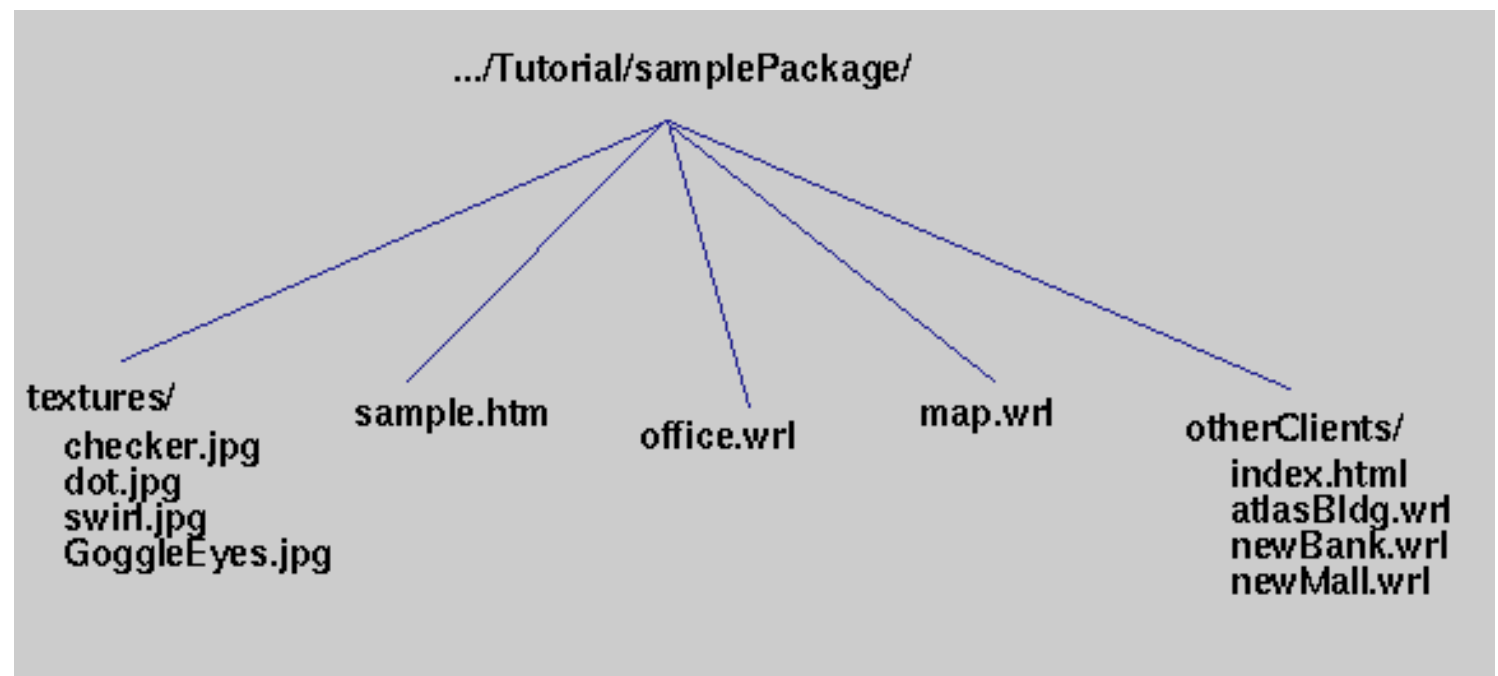 .../Tutorial/samplePackage/
textures/
checker.jpg
dot.jpg
swirl.jpg
GoggleEyes.jpg
sample.htm
office.wrl
map.wrl
otherClients/
index.html
atlasBldg.wrl
newBank.wrl
newMall.wrl